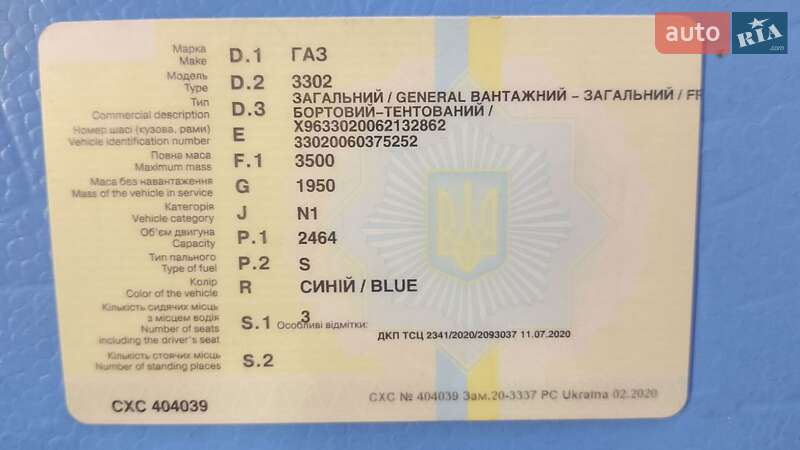 auto RIA
Марка D.1 ГАЗ
Make
Модель D.2 3302
Type
Тип D.3 ЗАГАЛЬНИЙ / GENERAL ВАНТАЖНИЙ – ЗАГАЛЬНИЙ / FR
Commercial description БОРТОВИЙ-ТЕНТОВАНИЙ /
Номер шасі (кузова, рами) E X9633020062132862
Vehicle identification number 33020060375252
Повна маса F.1 3500
Maximum mass
Маса без навантаження G 1950
Mass of the vehicle in service
Категорія J N1
Vehicle category
Об'єм двигуна P.1 2464
Capacity
Тип пального P.2 S
Type of fuel
Колір R СИНІЙ / BLUE
Color of the vehicle
Кількість сидячих місць
з місцем водія S.1 3
Number of seats Особливі відмітки:
including the driver's seat ДКП ТСЦ 2341/2020/2093037 11.07.2020
Кількість стоячих місць S.2
Number of standing places
СХС 404039
СХС № 404039 Зам.20-3337 PC Ukraina 02.2020